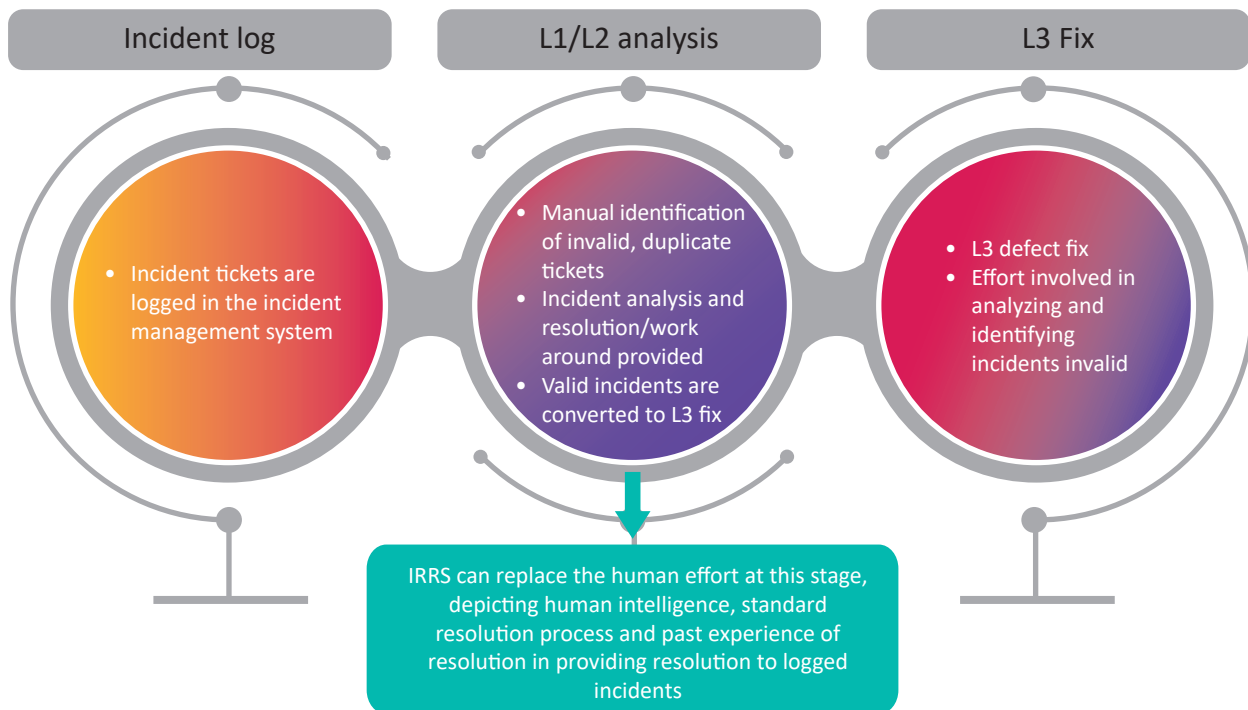 Incident log
L1/L2 analysis
L3 Fix
• Incident tickets are
logged in the incident
management system
• Manual identification
of invalid, duplicate
tickets
• Incident analysis and
resolution/work
around provided
• Valid incidents are
converted to L3 fix
• L3 defect fix
• Effort involved in
analyzing and
identifying
incidents invalid
IRRS can replace the human effort at this stage,
depicting human intelligence, standard
resolution process and past experience of
resolution in providing resolution to logged
incidents